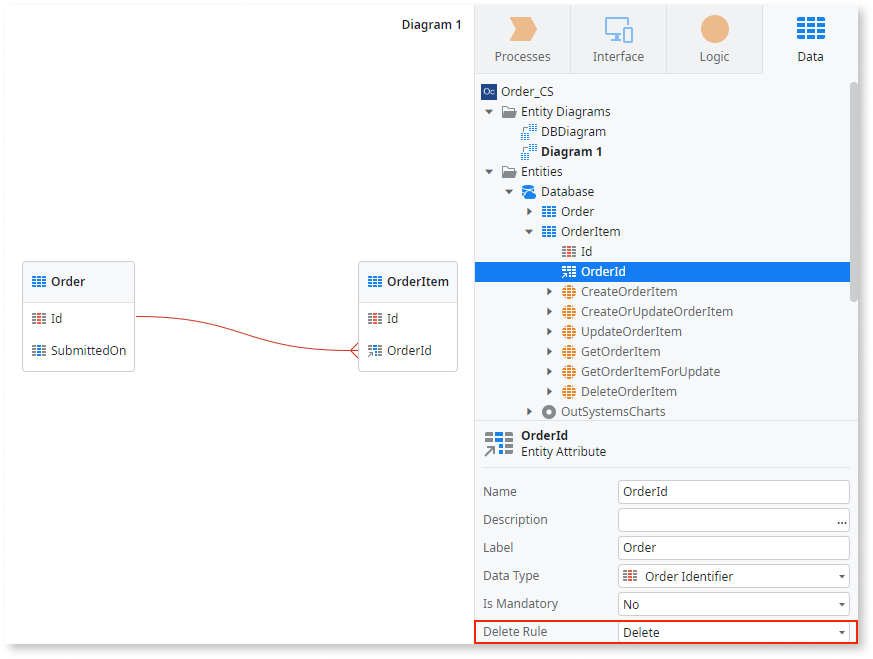 Diagram 1
Order
Id
SubmittedOn
OrderItem
Id
OrderId
Processes
Interface
Logic
Data
Oc Order_CS
Entity Diagrams
DBDiagram
Diagram 1
Entities
Database
Order
OrderItem
Id
OrderId
CreateOrderItem
CreateOrUpdateOrderItem
UpdateOrderItem
GetOrderItem
GetOrderItemForUpdate
DeleteOrderItem
OutSystemsCharts
OrderId
Entity Attribute
Name OrderId
Description ...
Label Order
Data Type Order Identifier
Is Mandatory No
Delete Rule Delete